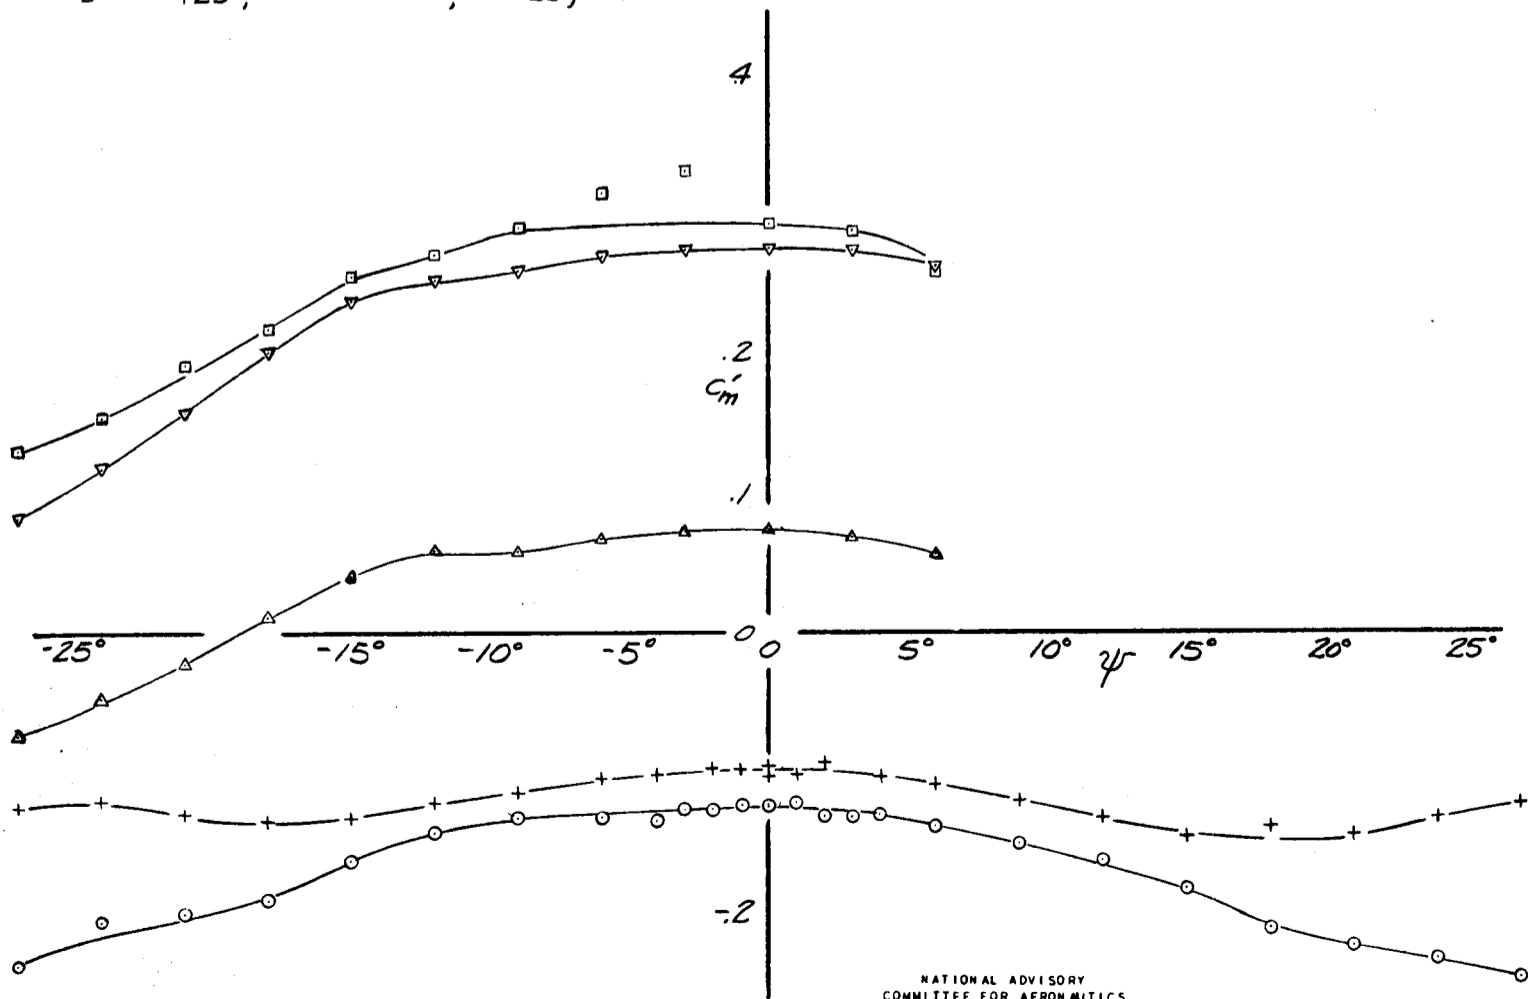 .4
.2
C'm
.1
0
-25° -15° -10° -5° 0 5° 10° ψ 15° 20° 25°
-.2
NATIONAL ADVISORY
COMMITTEE FOR AERONAUTICS